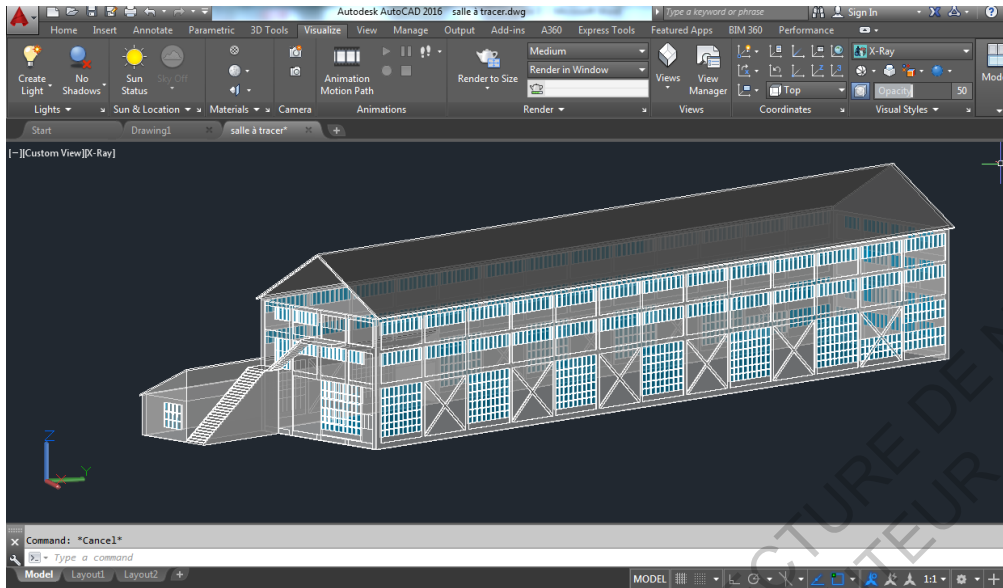 Autodesk AutoCAD 2016 salle à tracer.dwg
Type a keyword or phrase
Sign In
Home Insert Annotate Parametric 3D Tools Visualize View Manage Output Add-ins A360 Express Tools Featured Apps BIM 360 Performance
Create Light
No Shadows
Sun Status
Sky Off
Animation Motion Path
Render to Size
Medium
Render in Window
Views
View Manager
Top
X-Ray
Opacity 50
Mode
Lights Sun & Location Materials Camera Animations Render Views Coordinates Visual Styles
Start Drawing1 salle à tracer*
[−][Custom View][X-Ray]
Z
Y
X
CTURE DE
TEUR
Command: *Cancel*
Type a command
Model Layout1 Layout2
MODEL
1:1